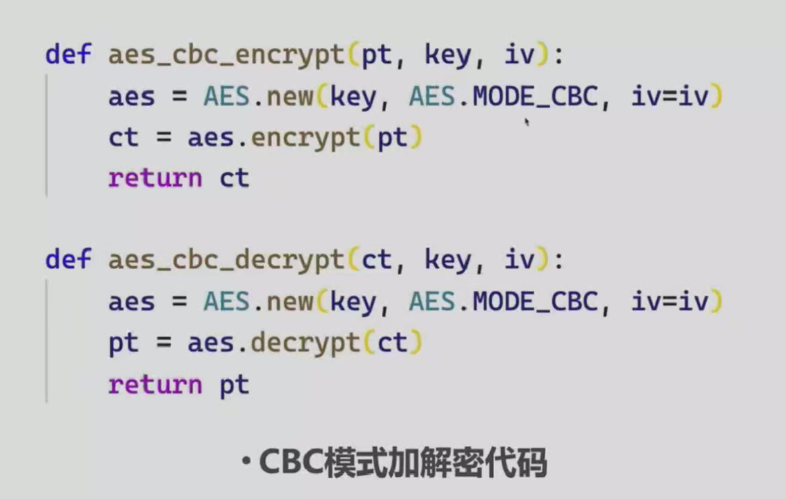 def aes_cbc_encrypt(pt, key, iv):
    aes = AES.new(key, AES.MODE_CBC, iv=iv)
    ct = aes.encrypt(pt)
    return ct
def aes_cbc_decrypt(ct, key, iv):
    aes = AES.new(key, AES.MODE_CBC, iv=iv)
    pt = aes.decrypt(ct)
    return pt
• CBC模式加解密代码